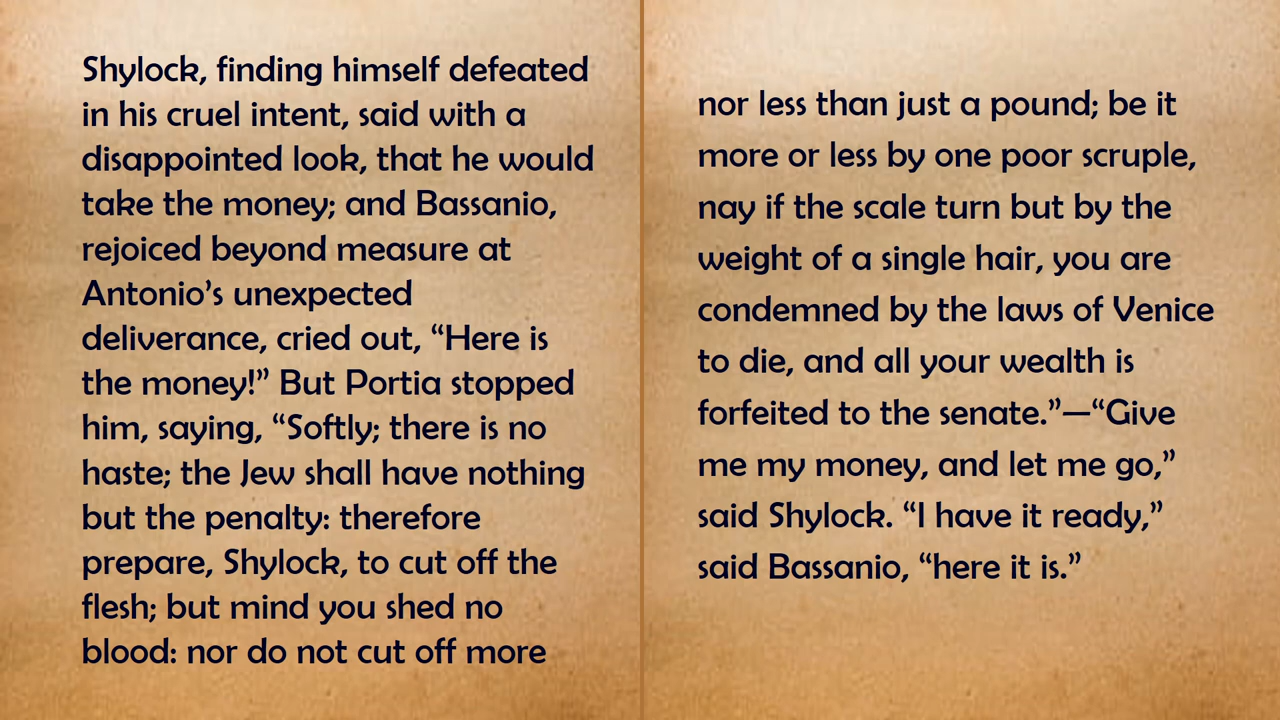 Shylock, finding himself defeated
in his cruel intent, said with a
disappointed look, that he would
take the money; and Bassanio,
rejoiced beyond measure at
Antonio’s unexpected
deliverance, cried out, “Here is
the money!” But Portia stopped
him, saying, “Softly; there is no
haste; the Jew shall have nothing
but the penalty: therefore
prepare, Shylock, to cut off the
flesh; but mind you shed no
blood: nor do not cut off more
nor less than just a pound; be it
more or less by one poor scruple,
nay if the scale turn but by the
weight of a single hair, you are
condemned by the laws of Venice
to die, and all your wealth is
forfeited to the senate.”—“Give
me my money, and let me go,”
said Shylock. “I have it ready,”
said Bassanio, “here it is.”